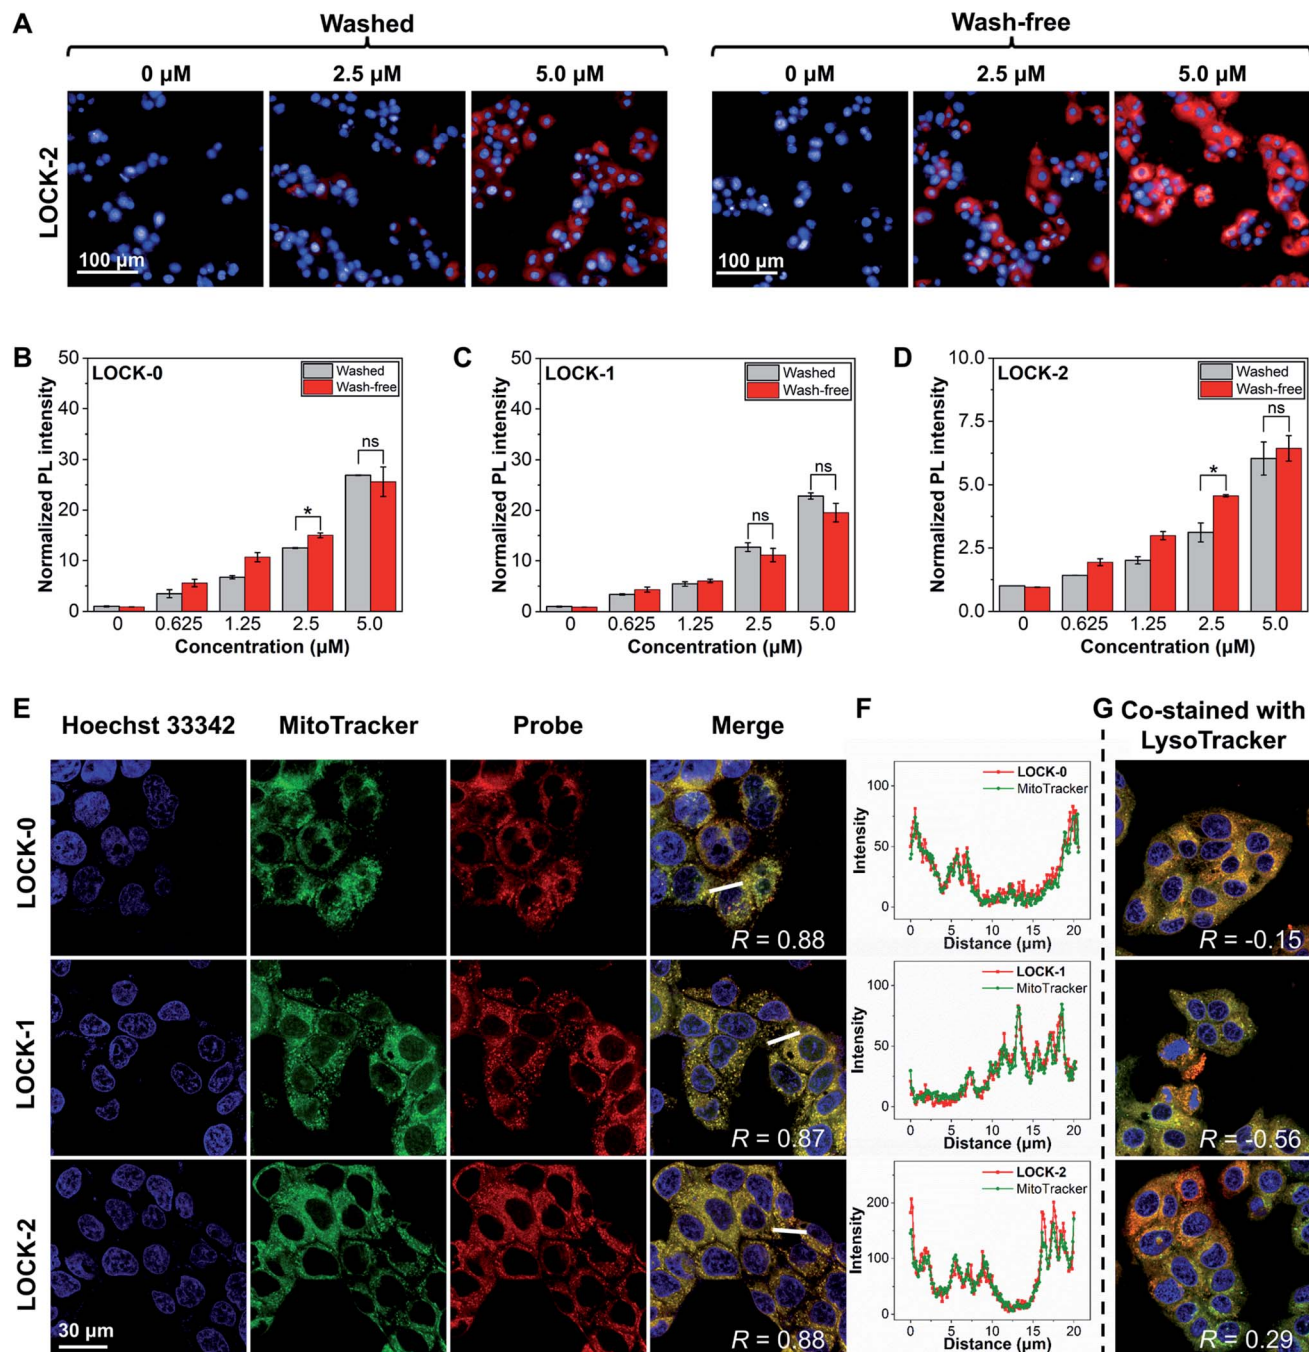 A
Washed
Wash-free
0 μM
2.5 μM
5.0 μM
0 μM
2.5 μM
5.0 μM
LOCK-2
100 μm
100 μm
B
LOCK-0
Washed
Wash-free
Normalized PL intensity
50
40
30
20
10
0
*
ns
0
0.625
1.25
2.5
5.0
Concentration (μM)
C
LOCK-1
Washed
Wash-free
Normalized PL intensity
50
40
30
20
10
0
ns
ns
0
0.625
1.25
2.5
5.0
Concentration (μM)
D
LOCK-2
Washed
Wash-free
Normalized PL intensity
10.0
7.5
5.0
2.5
0.0
*
ns
0
0.625
1.25
2.5
5.0
Concentration (μM)
E
Hoechst 33342
MitoTracker
Probe
Merge
LOCK-0
R = 0.88
LOCK-1
R = 0.87
LOCK-2
30 μm
R = 0.88
F
LOCK-0
MitoTracker
Intensity
100
50
0
0
5
10
15
20
Distance (μm)
LOCK-1
MitoTracker
Intensity
100
50
0
0
5
10
15
20
Distance (μm)
LOCK-2
MitoTracker
Intensity
200
100
0
0
5
10
15
20
Distance (μm)
G
Co-stained with
LysoTracker
R = -0.15
R = -0.56
R = 0.29